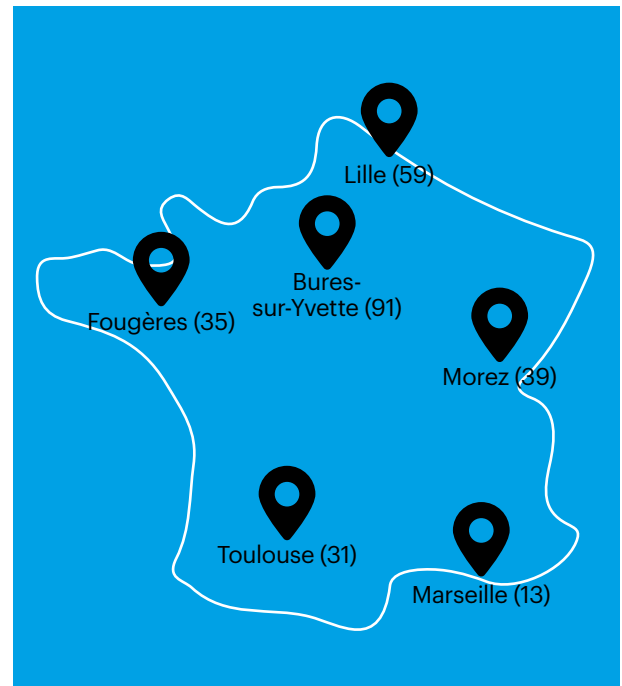 Lille (59)
Bures-
sur-Yvette (91)
Fougères (35)
Morez (39)
Toulouse (31)
Marseille (13)